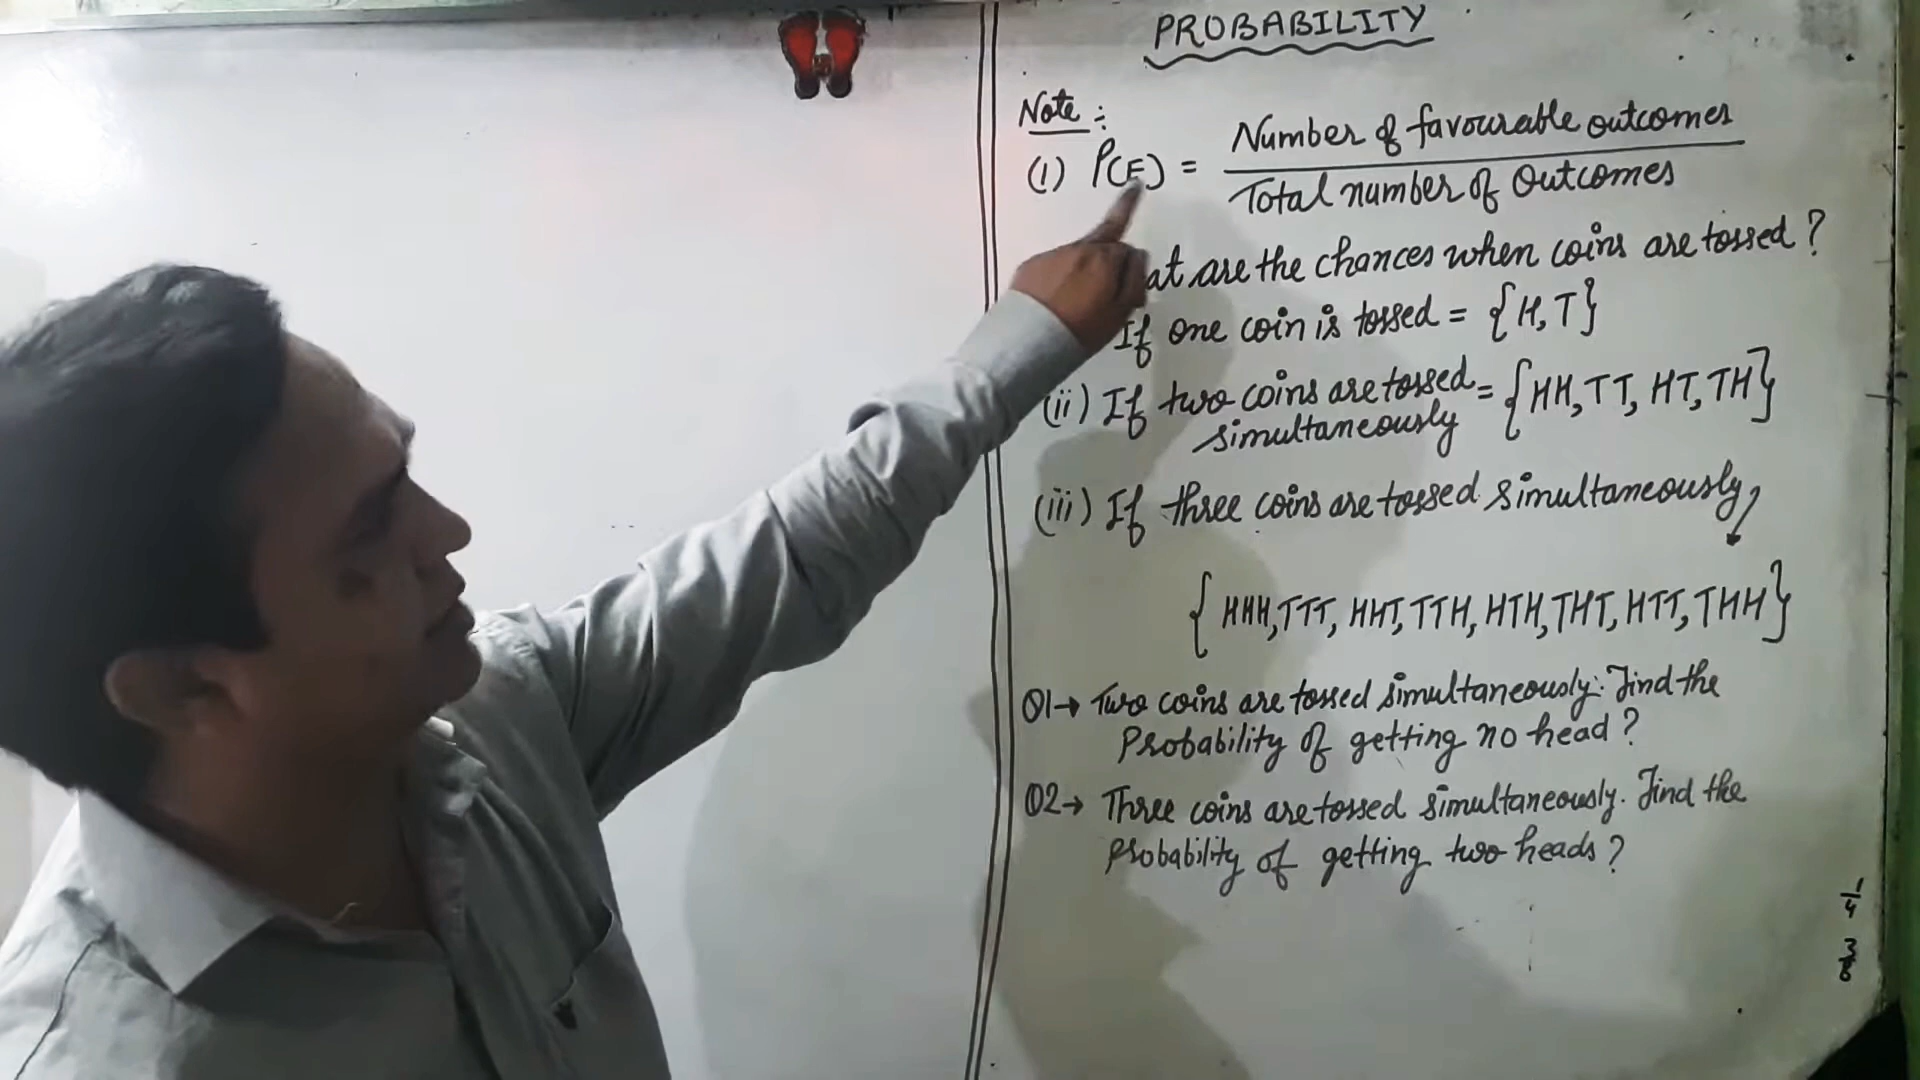 PROBABILITY
Note :
(1) P(E) = Number of favourable outcomes
Total number of Outcomes
at are the chances when coins are tossed ?
If one coin is tossed = {H, T}
(ii) If two coins are tossed = {HH, TT, HT, TH}
simultaneously
(iii) If three coins are tossed simultaneously,
{HHH, TTT, HHT, TTH, HTH, THT, HTT, THH}
Q1→ Two coins are tossed simultaneously. Find the
Probability of getting no head ?
Q2→ Three coins are tossed simultaneously. Find the
Probability of getting two heads ?
1/4
3/8